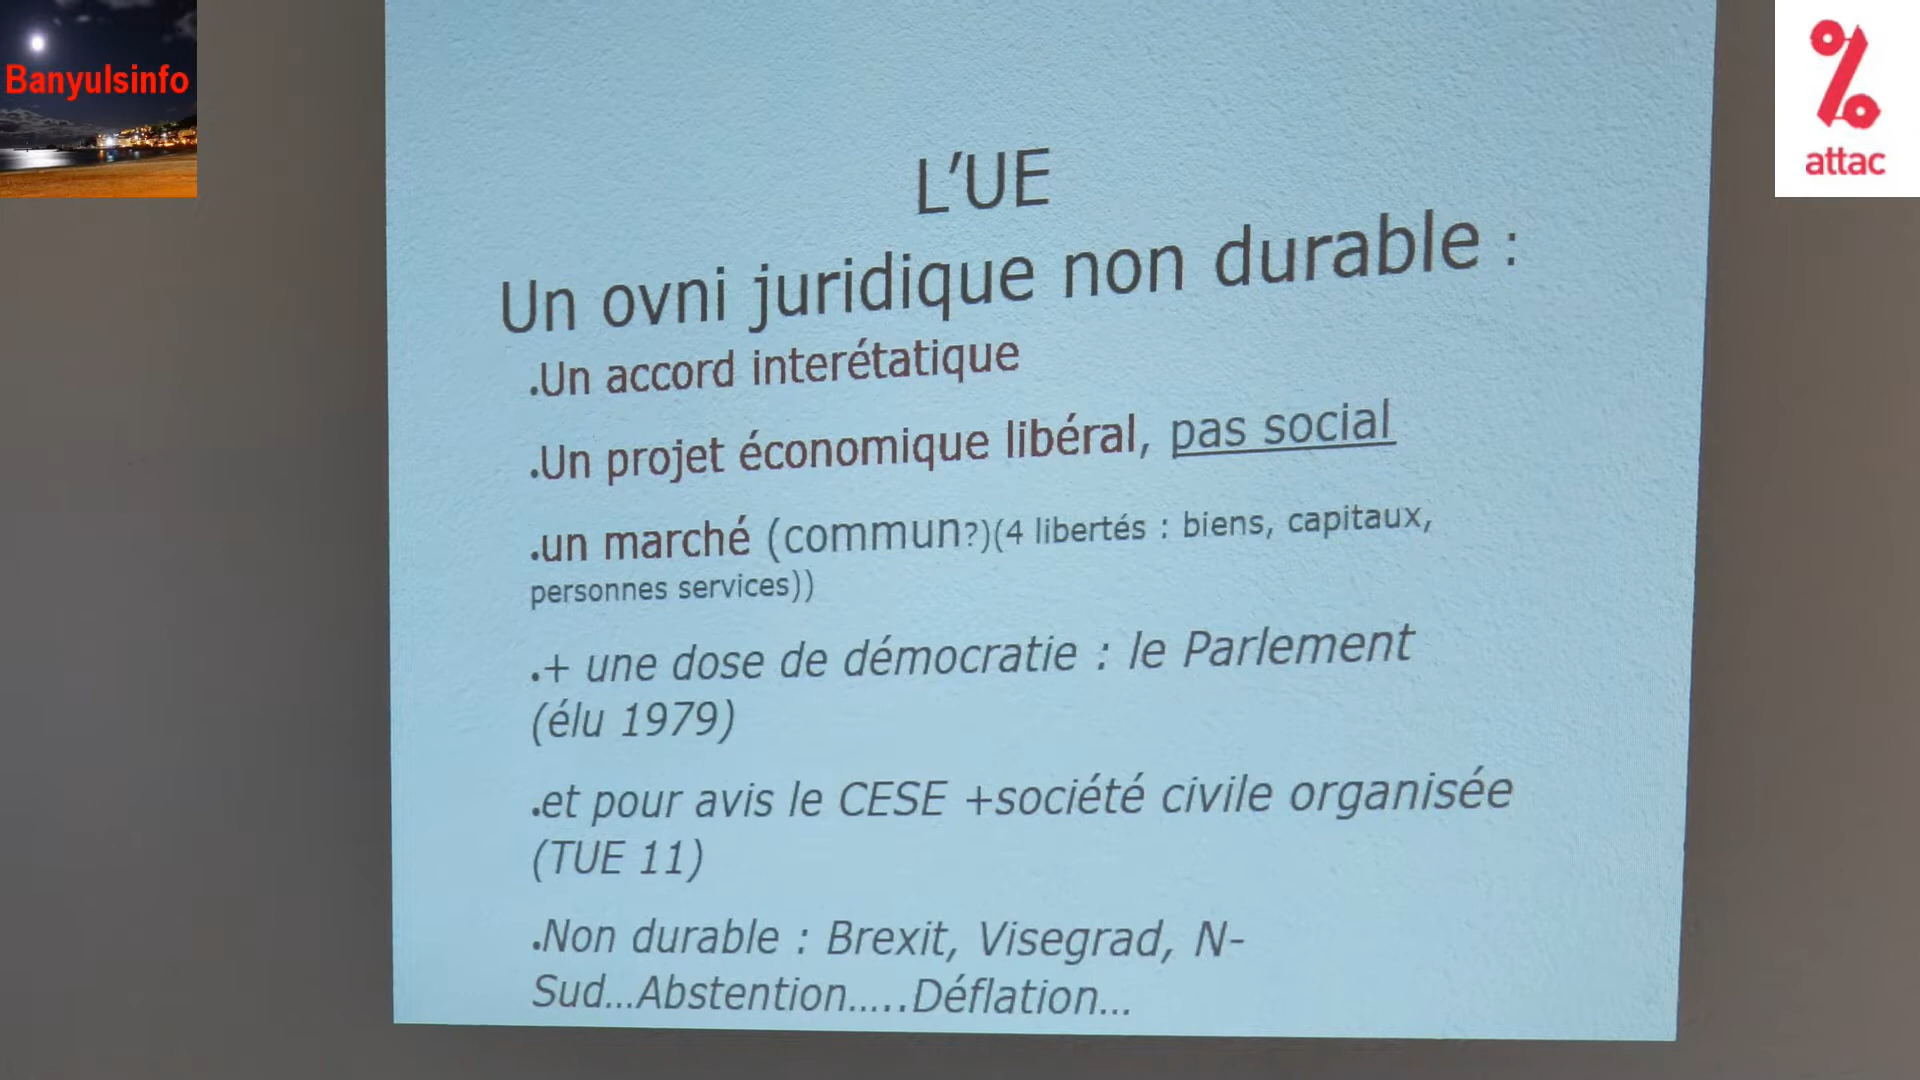 Banyulsinfo
attac
L'UE
Un ovni juridique non durable :
.Un accord interétatique
.Un projet économique libéral, pas social
.un marché (commun?)(4 libertés : biens, capitaux,
personnes services))
.+ une dose de démocratie : le Parlement
(élu 1979)
.et pour avis le CESE +société civile organisée
(TUE 11)
.Non durable : Brexit, Visegrad, N-
Sud...Abstention.....Déflation...